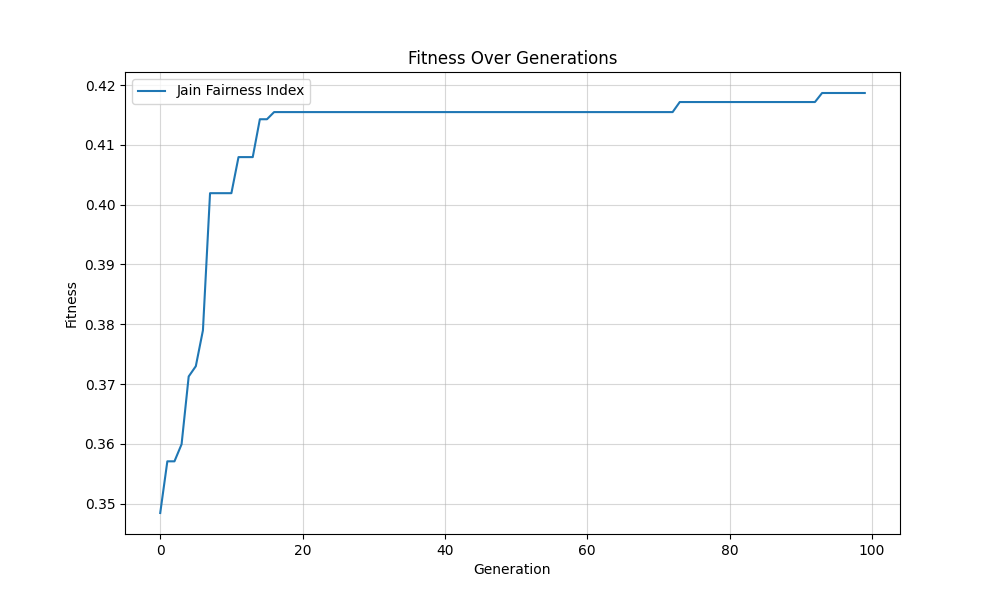 Fitness Over Generations
Jain Fairness Index
Fitness
0.42
0.41
0.40
0.39
0.38
0.37
0.36
0.35
0 20 40 60 80 100
Generation